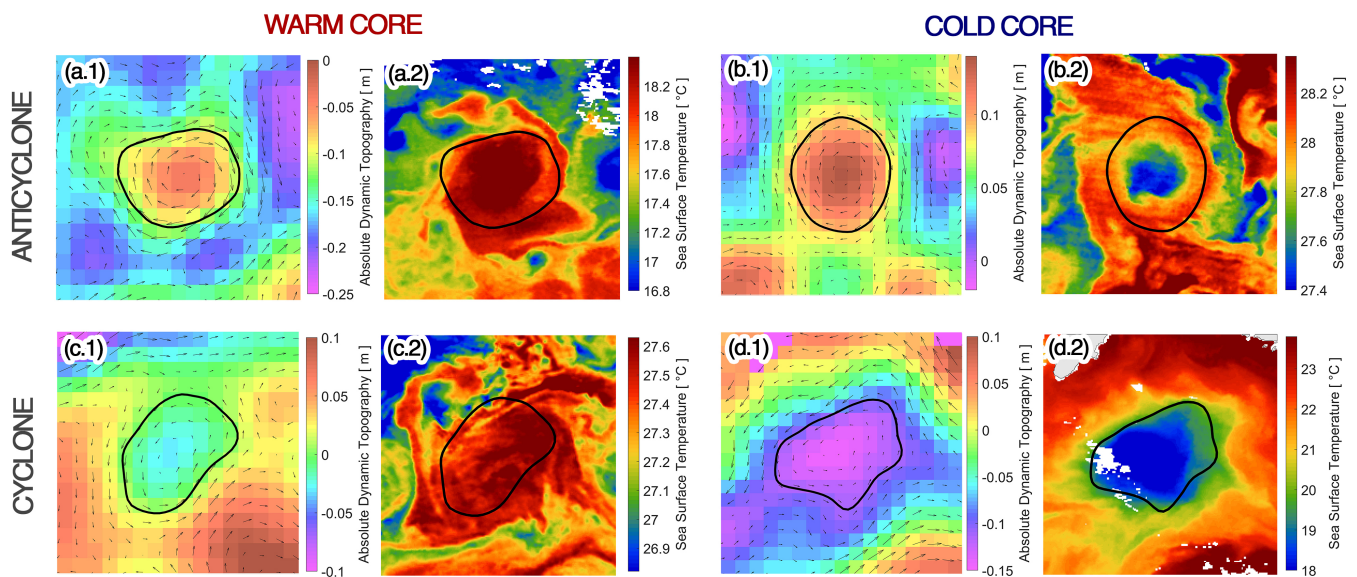 WARM CORE
COLD CORE
ANTICYCLONE
(a.1)
0
-0.05
-0.1
-0.15
-0.2
-0.25
Absolute Dynamic Topography [ m ]
(a.2)
18.2
18
17.8
17.6
17.4
17.2
17
16.8
Sea Surface Temperature [ °C ]
(b.1)
0.1
0.05
0
Absolute Dynamic Topography [ m ]
(b.2)
28.2
28
27.8
27.6
27.4
Sea Surface Temperature [ °C ]
CYCLONE
(c.1)
0.1
0.05
0
-0.05
-0.1
Absolute Dynamic Topography [ m ]
(c.2)
27.6
27.5
27.4
27.3
27.2
27.1
27
26.9
Sea Surface Temperature [ °C ]
(d.1)
0.1
0.05
0
-0.05
-0.1
-0.15
Absolute Dynamic Topography [ m ]
(d.2)
23
22
21
20
19
18
Sea Surface Temperature [ °C ]